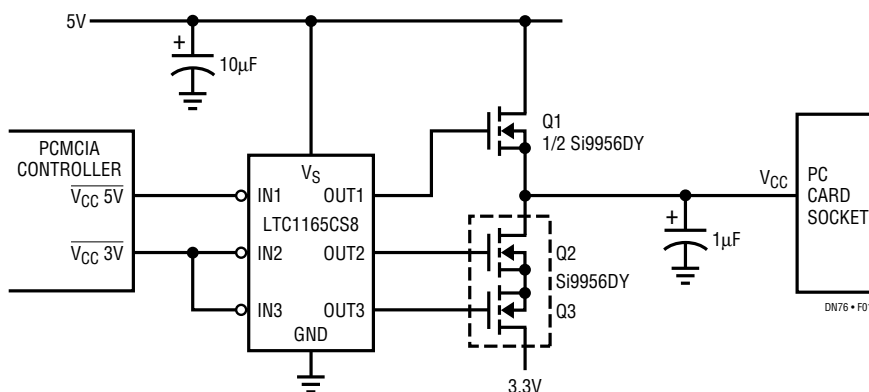 5V
+
10µF
PCMCIA
CONTROLLER
V̅C̅C̅ 5V
V̅C̅C̅ 3V
VS
IN1
OUT1
LTC1165CS8
IN2
OUT2
IN3
OUT3
GND
Q1
1/2 Si9956DY
Q2
Si9956DY
Q3
3.3V
+
1µF
VCC
PC
CARD
SOCKET
DN76 • F01